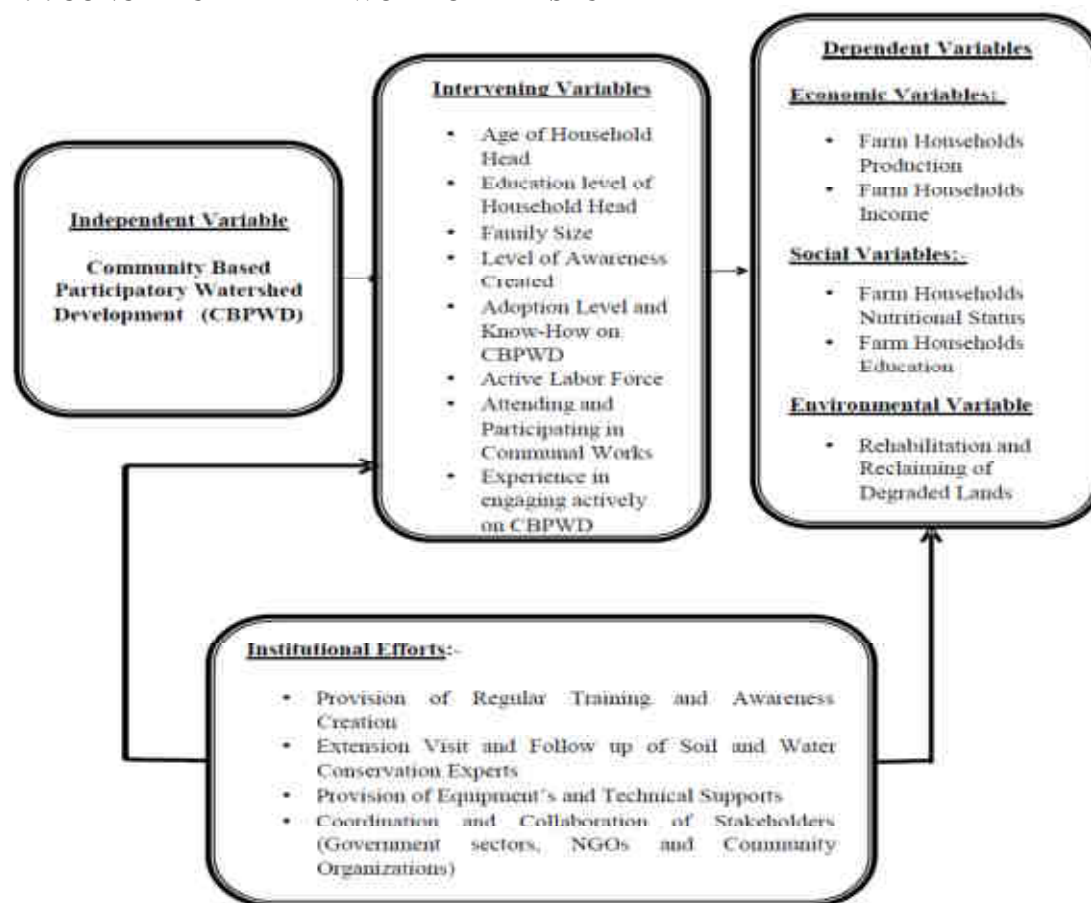 Independent Variable
Community Based
Participatory Watershed
Development (CBPWD)
Intervening Variables
• Age of Household
Head
• Education level of
Household Head
• Family Size
• Level of Awareness
Created
• Adoption Level and
Know-How on
CBPWD
• Active Labor Force
• Attending and
Participating in
Communal Works
• Experience in
engaging actively
on CBPWD
Dependent Variables
Economic Variables:-
• Farm Households
Production
• Farm Households
Income
Social Variables:-
• Farm Households
Nutritional Status
• Farm Households
Education
Environmental Variable
• Rehabilitation and
Reclaiming of
Degraded Lands
Institutional Efforts:-
• Provision of Regular Training and Awareness
Creation
• Extension Visit and Follow up of Soil and Water
Conservation Experts
• Provision of Equipment's and Technical Supports
• Coordination and Collaboration of Stakeholders
(Government sectors, NGOs and Community
Organizations)